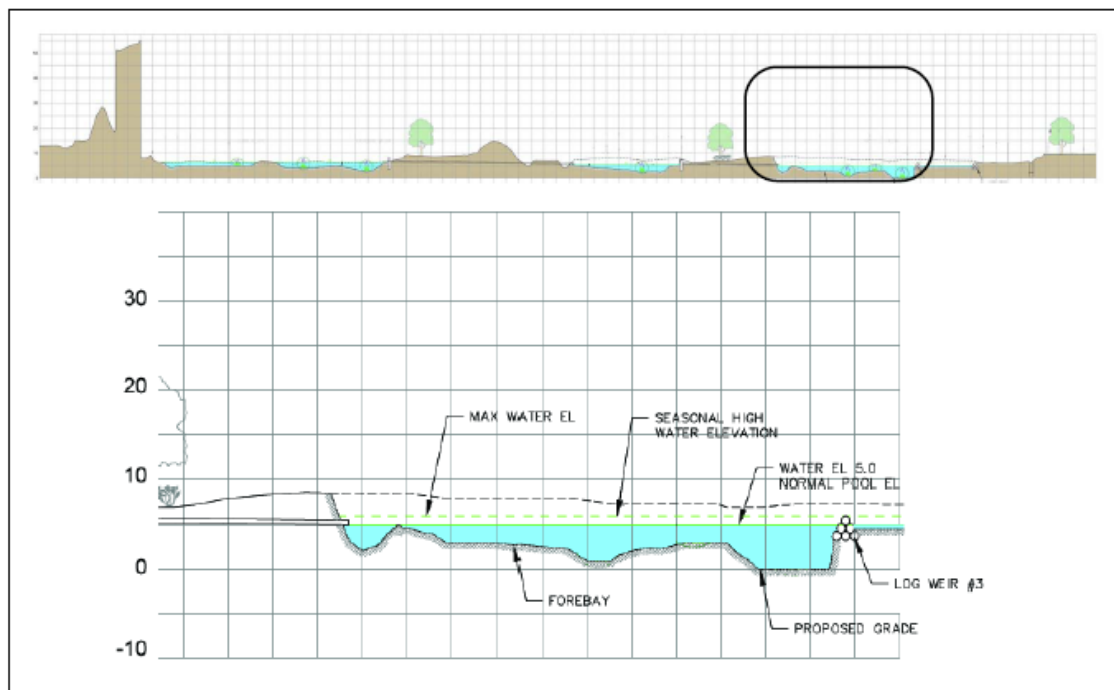 30
20
10
0
-10
MAX WATER EL
SEASONAL HIGH
WATER ELEVATION
WATER EL 5.0
NORMAL POOL EL
FOREBAY
LOG WEIR #3
PROPOSED GRADE